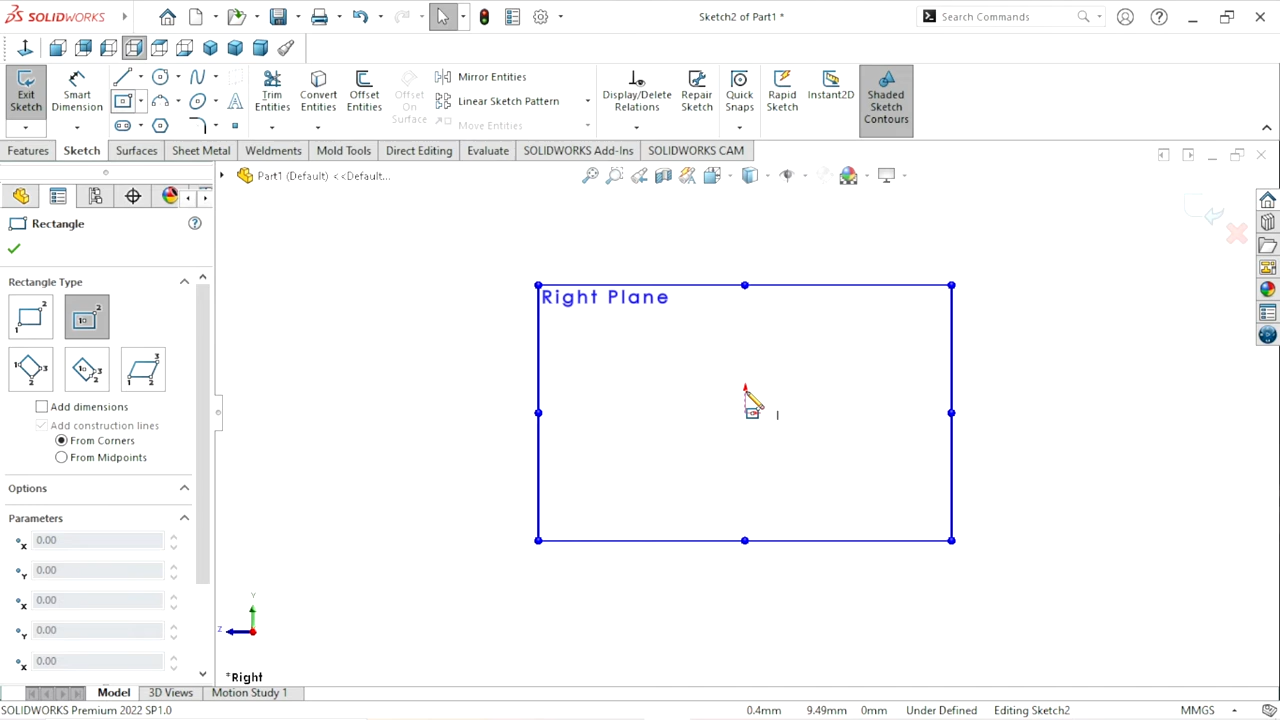 SOLIDWORKS
Sketch2 of Part1 *
Search Commands
Exit Sketch
Smart Dimension
Trim Entities
Convert Entities
Offset Entities
Offset On Surface
Mirror Entities
Linear Sketch Pattern
Move Entities
Display/Delete Relations
Repair Sketch
Quick Snaps
Rapid Sketch
Instant2D
Shaded Sketch Contours
Features
Sketch
Surfaces
Sheet Metal
Weldments
Mold Tools
Direct Editing
Evaluate
SOLIDWORKS Add-Ins
SOLIDWORKS CAM
Part1 (Default) <<Default...
Rectangle
Rectangle Type
Add dimensions
Add construction lines
From Corners
From Midpoints
Options
Parameters
x 0.00
Y 0.00
x 0.00
Y 0.00
x 0.00
Right Plane
Y
Z
*Right
Model
3D Views
Motion Study 1
SOLIDWORKS Premium 2022 SP1.0
0.4mm
9.49mm
0mm
Under Defined
Editing Sketch2
MMGS